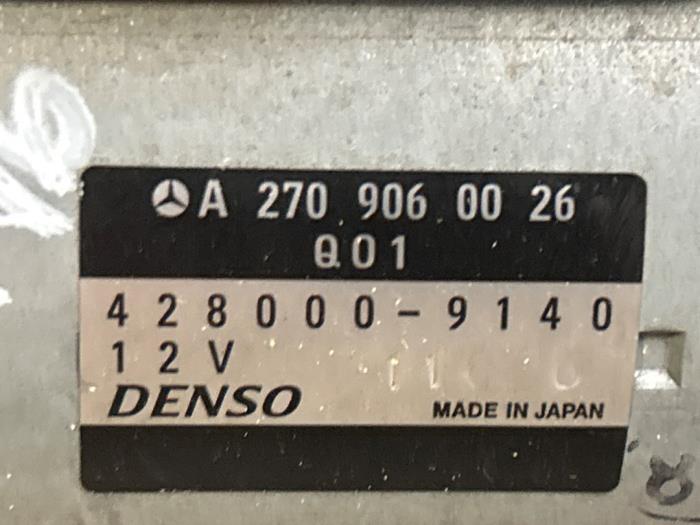 A 270 906 00 26
Q01
428000-9140
12V
DENSO
MADE IN JAPAN